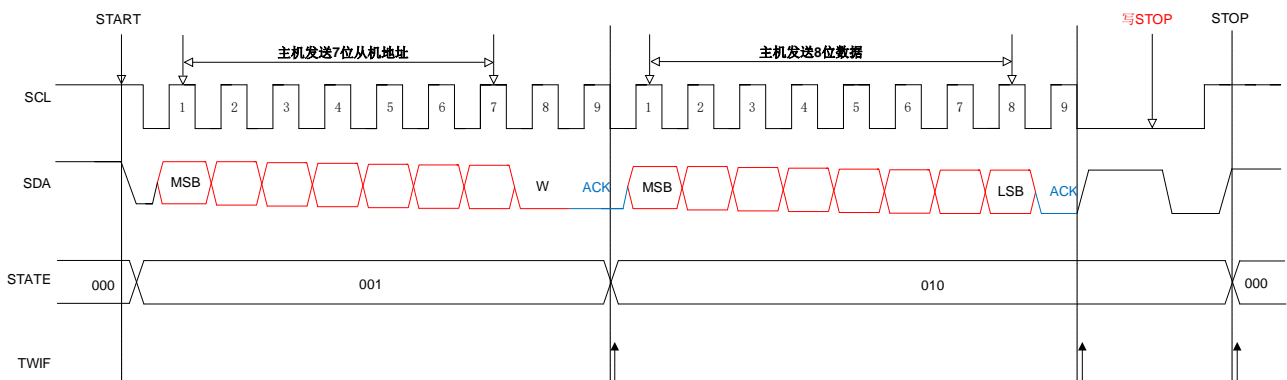 START 写STOP STOP
主机发送7位从机地址 主机发送8位数据
SCL 1 2 3 4 5 6 7 8 9 1 2 3 4 5 6 7 8 9
SDA MSB W ACK MSB LSB ACK
STATE 000 001 010 000
TWIF